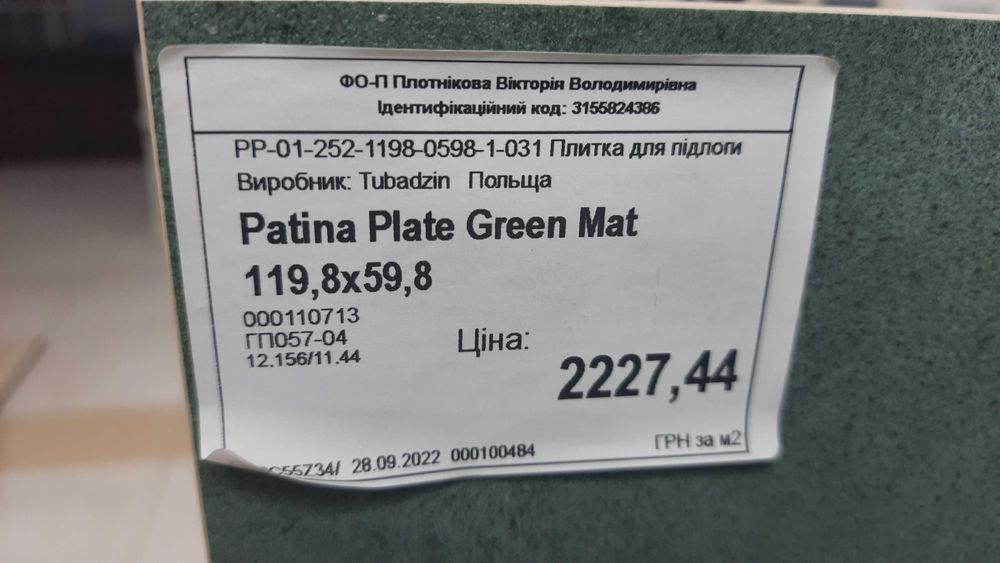 ФО-П Плотнікова Вікторія Володимирівна
Ідентифікаційний код: 3155824386
PP-01-252-1198-0598-1-031 Плитка для підлоги
Виробник: Tubadzin Польща
Patina Plate Green Mat
119,8x59,8
000110713
ГП057-04
12.156/11.44
Ціна:
2227,44
ГРН за м2
28.09.2022 000100484